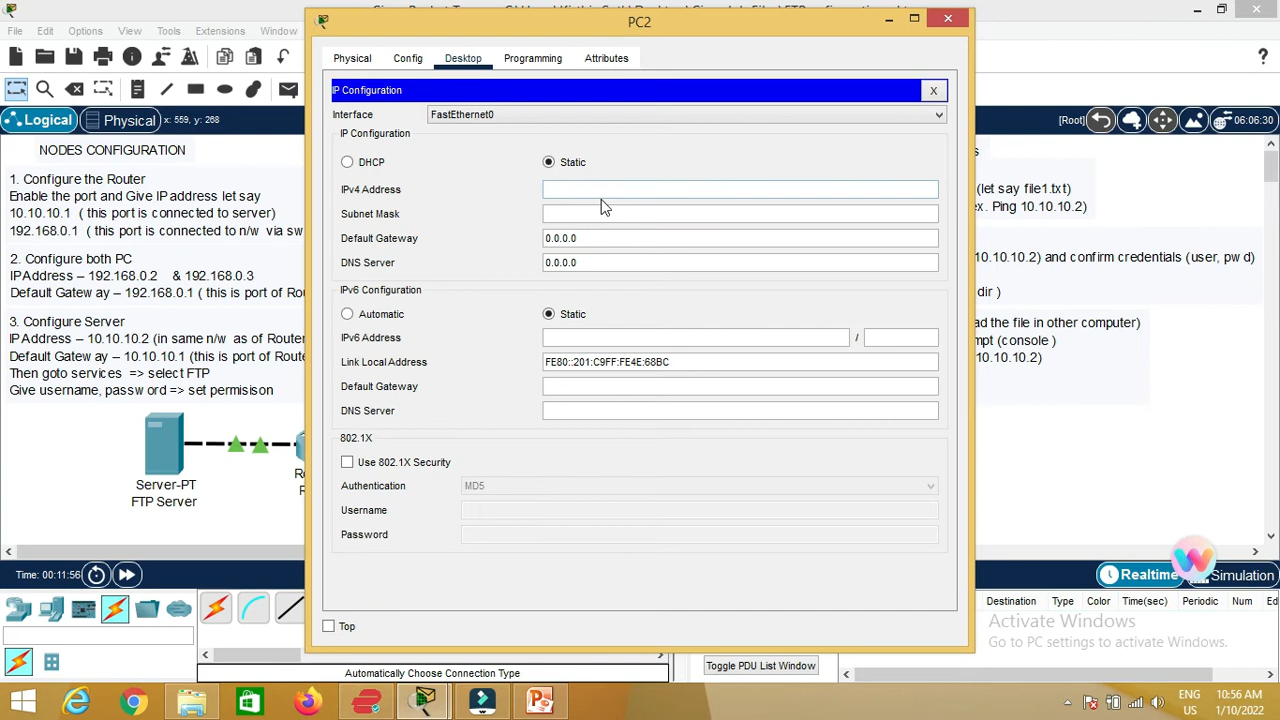 PC2
File Edit Options View Tools Extensions Window
?
Physical Config Desktop Programming Attributes
IP Configuration X
Interface FastEthernet0
IP Configuration
DHCP Static
IPv4 Address
Subnet Mask
Default Gateway 0.0.0.0
DNS Server 0.0.0.0
IPv6 Configuration
Automatic Static
IPv6 Address /
Link Local Address FE80::201:C9FF:FE4E:68BC
Default Gateway
DNS Server
802.1X
Use 802.1X Security
Authentication MD5
Username
Password
Top
Logical Physical x: 559, y: 268
[Root] 06:06:30
NODES CONFIGURATION
1. Configure the Router
Enable the port and Give IP address let say
10.10.10.1 ( this port is connected to server)
192.168.0.1 ( this port is connected to n/w via sw
2. Configure both PC
IPAddress – 192.168.0.2 & 192.168.0.3
Default Gatew ay – 192.168.0.1 ( this is port of Rou
3. Configure Server
IPAddress – 10.10.10.2 (in same n/w as of Router
Default Gatew ay – 10.10.10.1 (this is port of Rout
Then goto services => select FTP
Give username, passw ord => set permisison
Server-PT
FTP Server
Ro
R
s
(let say file1.txt)
ex . Ping 10.10.10.2)
10.10.10.2) and confirm credentials (user, pw d)
dir )
ad the file in other computer)
mpt (console )
10.10.10.2)
Time: 00:11:56
Realtime Simulation
Destination Type Color Time(sec) Periodic Num Ed
Automatically Choose Connection Type
Toggle PDU List Window
Activate Windows
Go to PC settings to activate Windows.
ENG
US
10:56 AM
1/10/2022